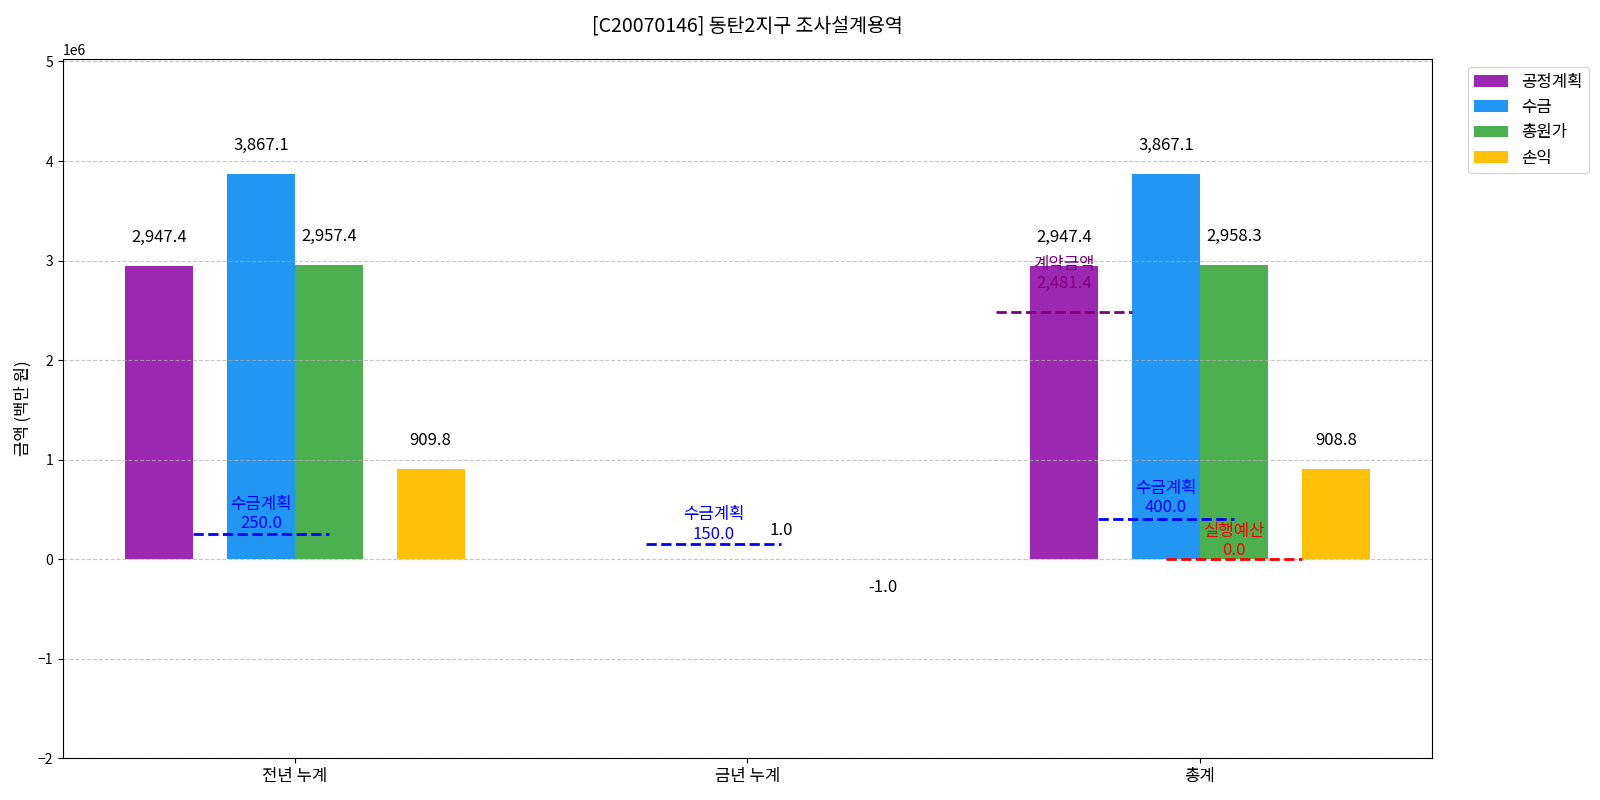 [C20070146] 동탄2지구 조사설계용역
1e6
금액 (백만 원)
5
4
3
2
1
0
−1
−2
2,947.4
3,867.1
2,957.4
909.8
수금계획
250.0
수금계획
150.0
1.0
-1.0
2,947.4
계약금액
2,481.4
3,867.1
2,958.3
908.8
수금계획
400.0
실행예산
0.0
전년 누계
금년 누계
총계
공정계획
수금
총원가
손익